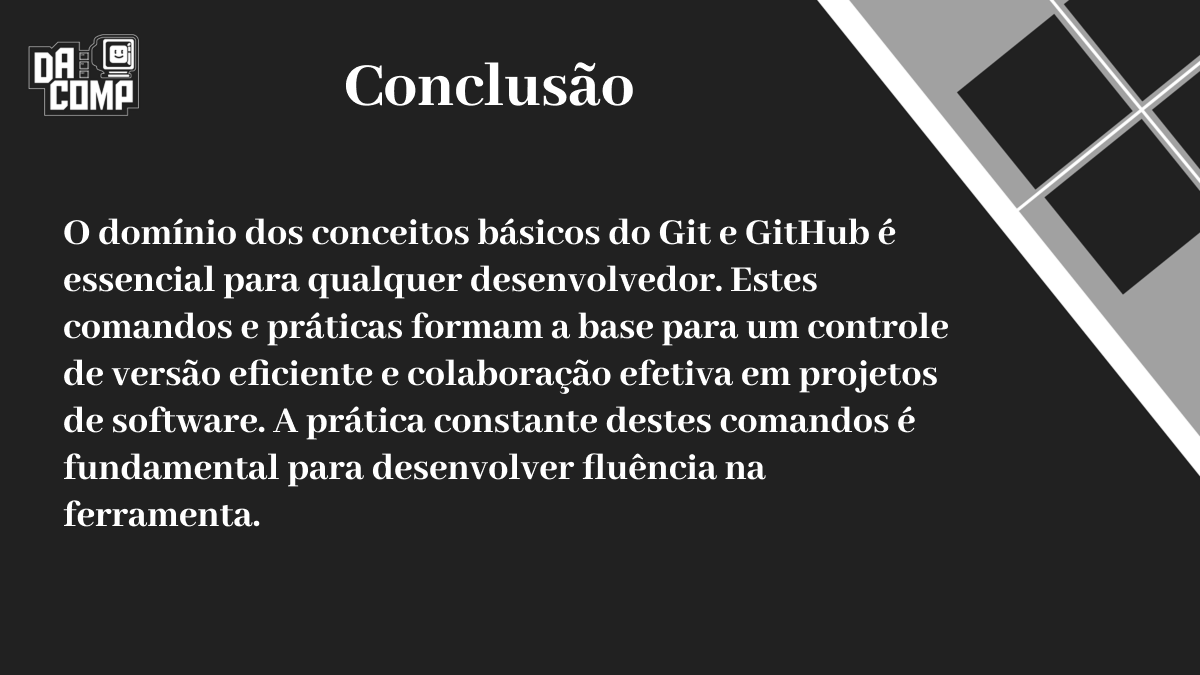 DA
COMP
Conclusão
O domínio dos conceitos básicos do Git e GitHub é
essencial para qualquer desenvolvedor. Estes
comandos e práticas formam a base para um controle
de versão eficiente e colaboração efetiva em projetos
de software. A prática constante destes comandos é
fundamental para desenvolver fluência na
ferramenta.